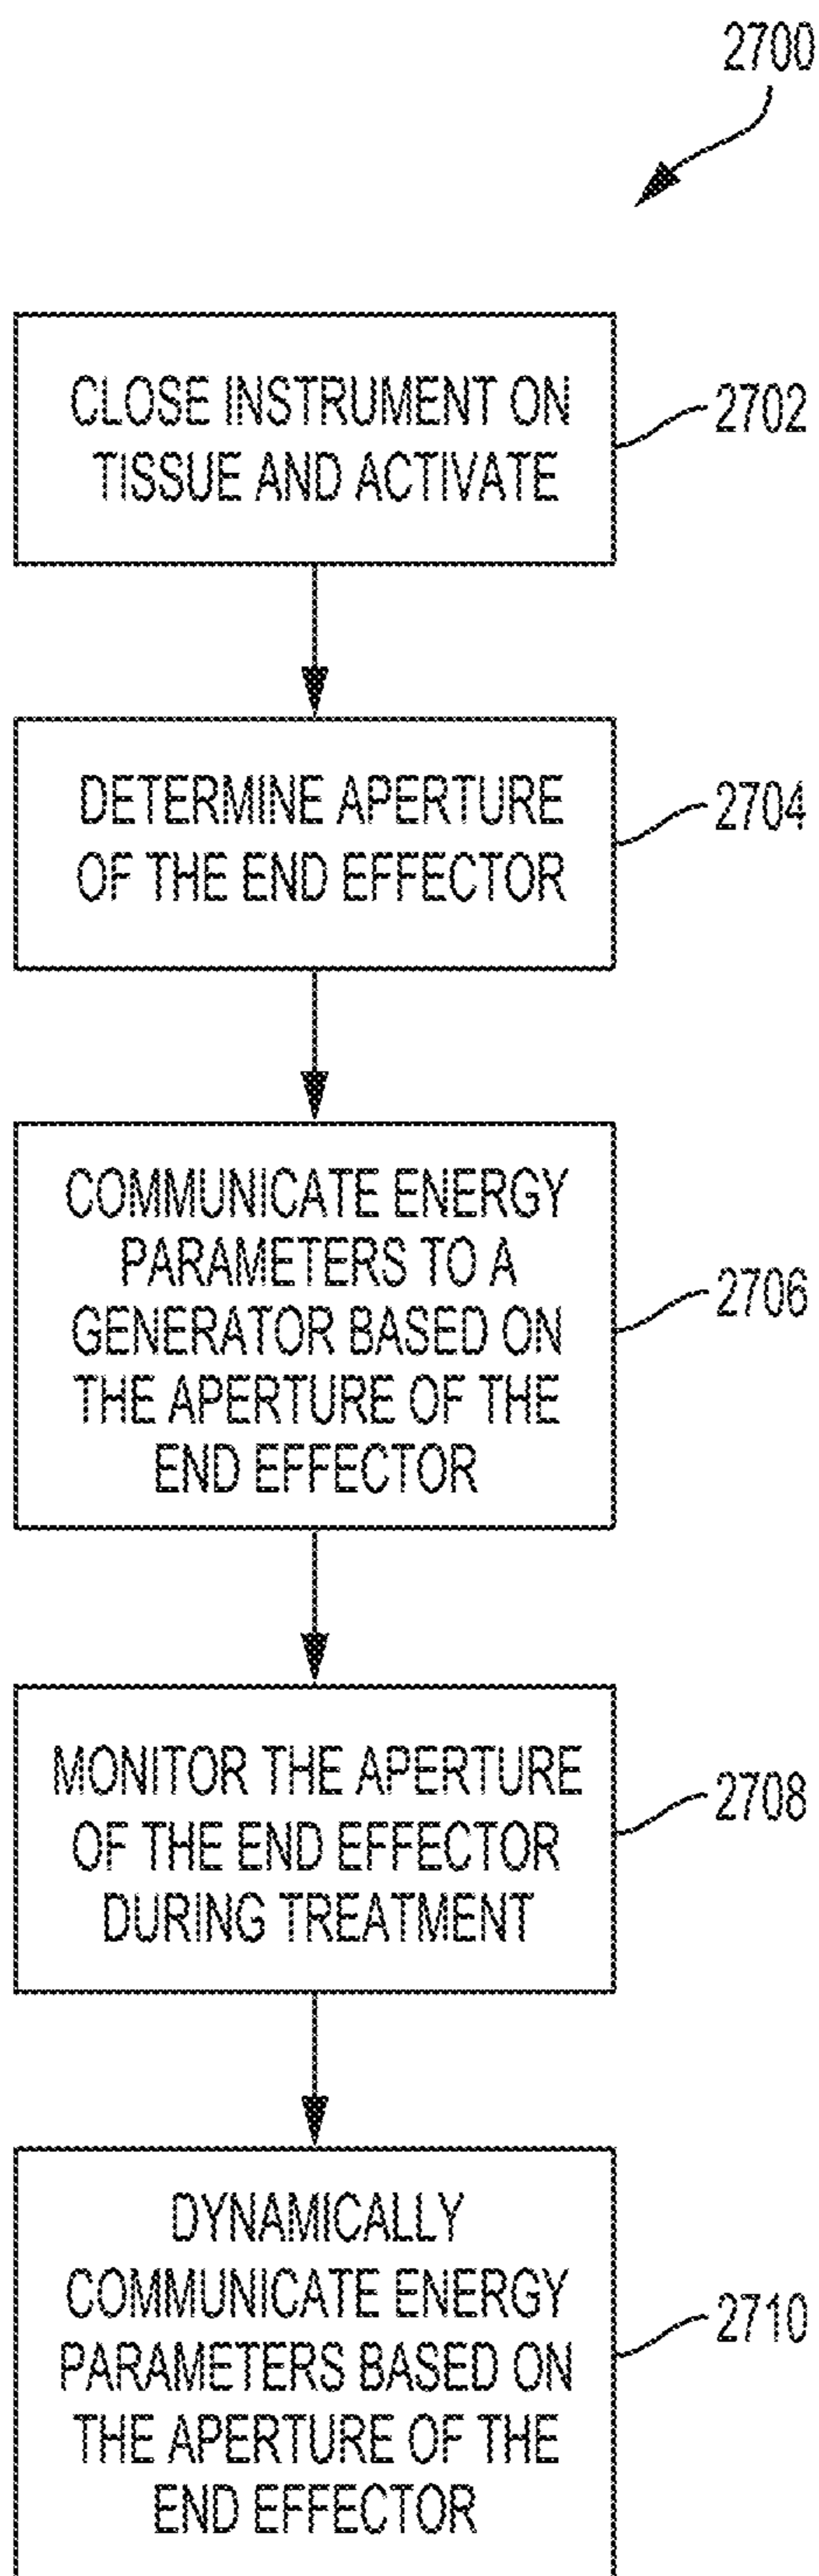 2700
CLOSE INSTRUMENT ON
TISSUE AND ACTIVATE
2702
DETERMINE APERTURE
OF THE END EFFECTOR
2704
COMMUNICATE ENERGY
PARAMETERS TO A
GENERATOR BASED ON
THE APERTURE OF THE
END EFFECTOR
2706
MONITOR THE APERTURE
OF THE END EFFECTOR
DURING TREATMENT
2708
DYNAMICALLY
COMMUNICATE ENERGY
PARAMETERS BASED ON
THE APERTURE OF THE
END EFFECTOR
2710